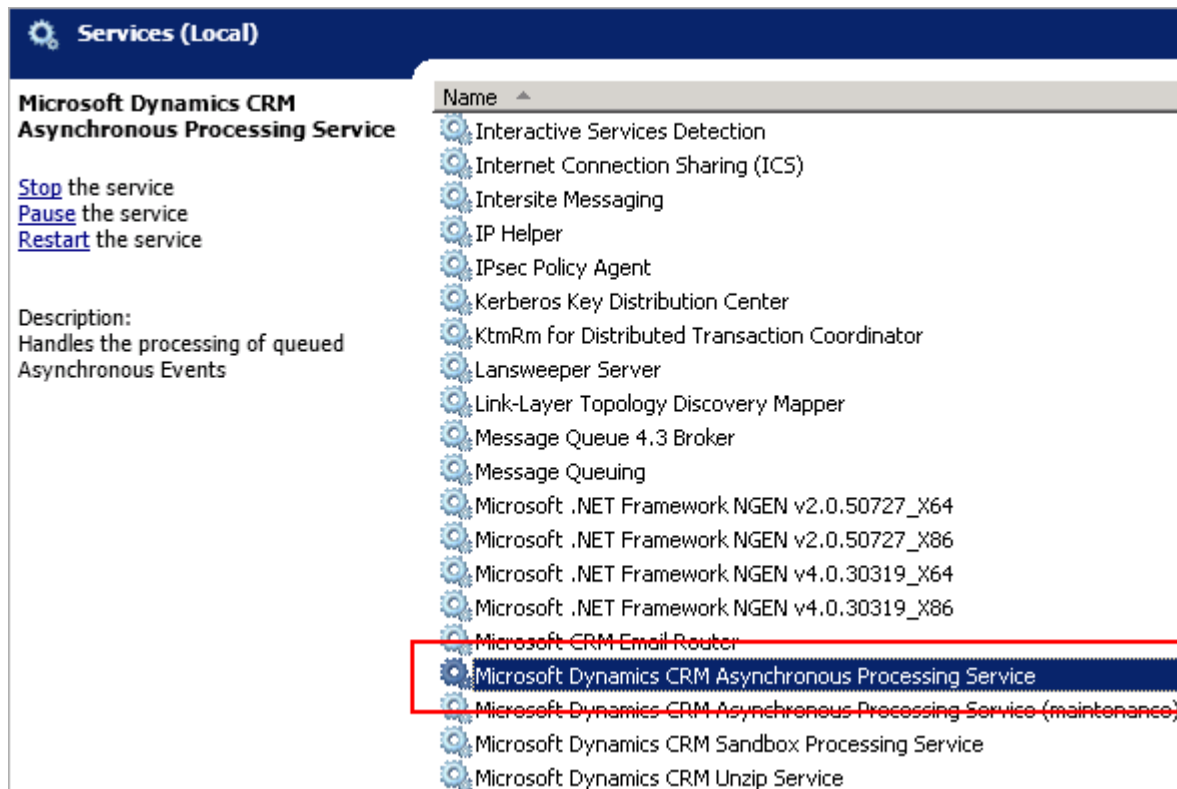 Services (Local)
Microsoft Dynamics CRM
Asynchronous Processing Service
Stop the service
Pause the service
Restart the service
Description:
Handles the processing of queued
Asynchronous Events
Name
Interactive Services Detection
Internet Connection Sharing (ICS)
Intersite Messaging
IP Helper
IPsec Policy Agent
Kerberos Key Distribution Center
KtmRm for Distributed Transaction Coordinator
Lansweeper Server
Link-Layer Topology Discovery Mapper
Message Queue 4.3 Broker
Message Queuing
Microsoft .NET Framework NGEN v2.0.50727_X64
Microsoft .NET Framework NGEN v2.0.50727_X86
Microsoft .NET Framework NGEN v4.0.30319_X64
Microsoft .NET Framework NGEN v4.0.30319_X86
Microsoft CRM Email Router
Microsoft Dynamics CRM Asynchronous Processing Service
Microsoft Dynamics CRM Asynchronous Processing Service (maintenance)
Microsoft Dynamics CRM Sandbox Processing Service
Microsoft Dynamics CRM Unzip Service